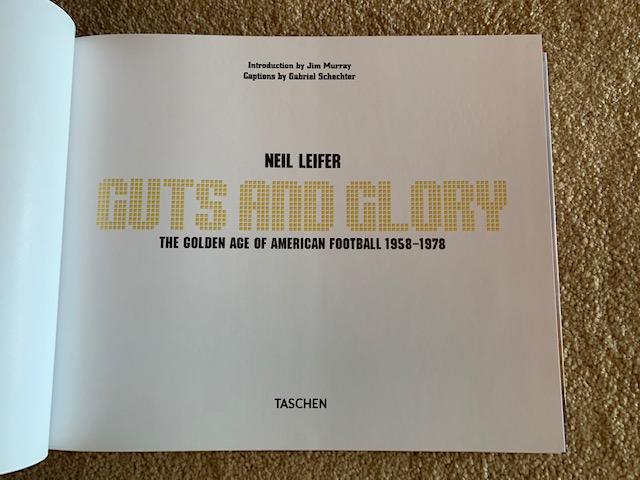 Introduction by Jim Murray
Captions by Gabriel Schechter
NEIL LEIFER
GUTS AND GLORY
THE GOLDEN AGE OF AMERICAN FOOTBALL 1958–1978
TASCHEN